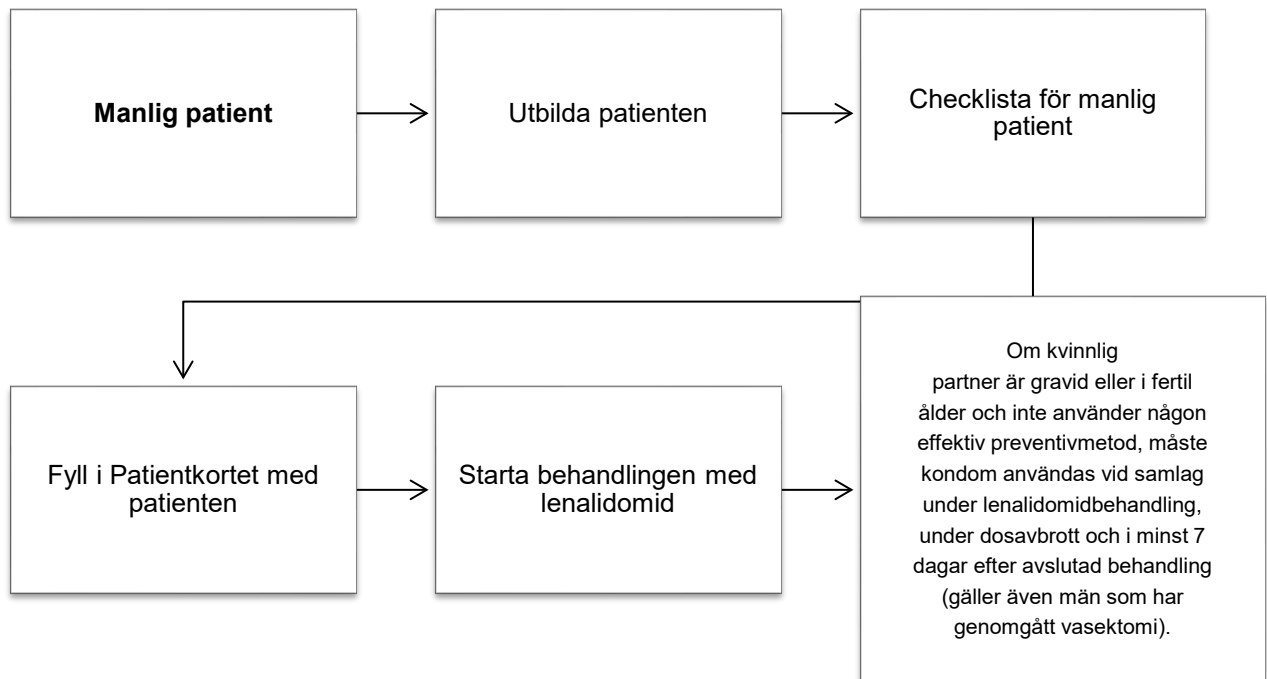 Manlig patient
Utbilda patienten
Checklista för manlig
patient
Fyll i Patientkortet med
patienten
Starta behandlingen med
lenalidomid
Om kvinnlig
partner är gravid eller i fertil
ålder och inte använder någon
effektiv preventivmetod, måste
kondom användas vid samlag
under lenalidomidbehandling,
under dosavbrott och i minst 7
dagar efter avslutad behandling
(gäller även män som har
genomgått vasektomi).